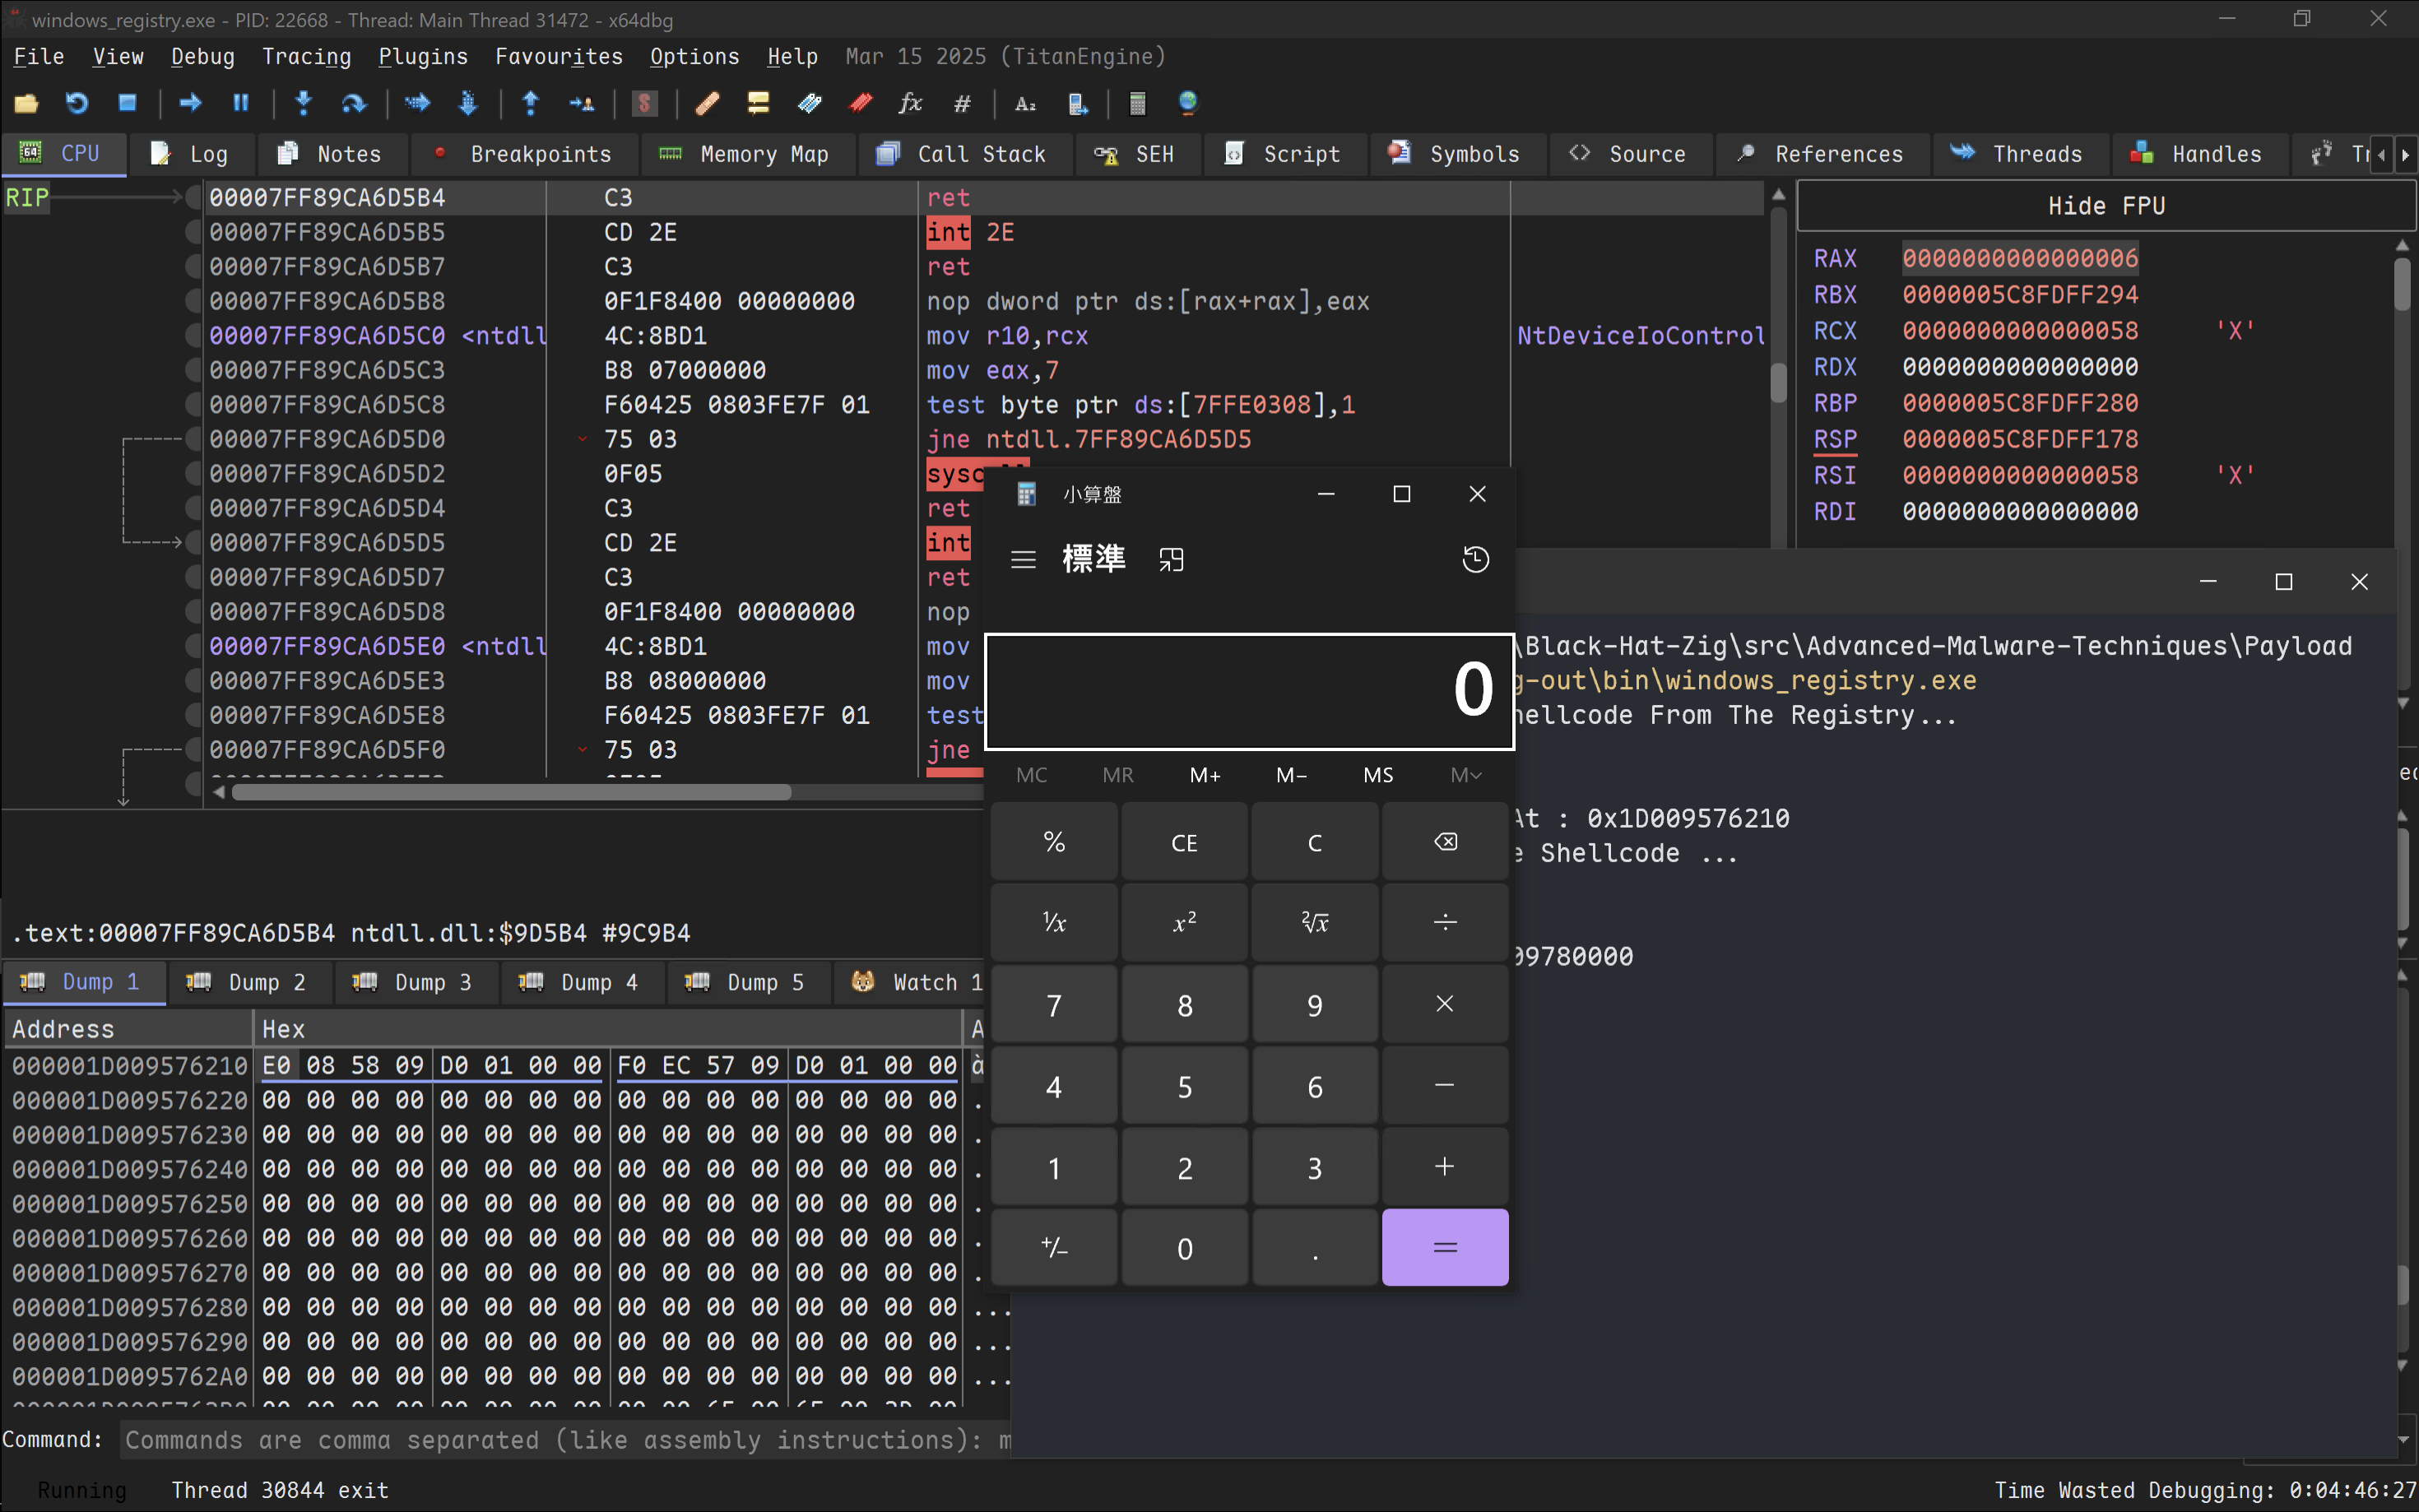 windows_registry.exe - PID: 22668 - Thread: Main Thread 31472 - x64dbg
File View Debug Tracing Plugins Favourites Options Help Mar 15 2025 (TitanEngine)
CPU Log Notes Breakpoints Memory Map Call Stack SEH Script Symbols Source References Threads Handles
RIP 00007FF89CA6D5B4 C3 ret
00007FF89CA6D5B5 CD 2E int 2E
00007FF89CA6D5B7 C3 ret
00007FF89CA6D5B8 0F1F8400 00000000 nop dword ptr ds:[rax+rax],eax
00007FF89CA6D5C0 <ntdll 4C:8BD1 mov r10,rcx NtDeviceIoControl
00007FF89CA6D5C3 B8 07000000 mov eax,7
00007FF89CA6D5C8 F60425 0803FE7F 01 test byte ptr ds:[7FFE0308],1
00007FF89CA6D5D0 75 03 jne ntdll.7FF89CA6D5D5
00007FF89CA6D5D2 0F05
00007FF89CA6D5D4 C3 ret
00007FF89CA6D5D5 CD 2E int
00007FF89CA6D5D7 C3 ret
00007FF89CA6D5D8 0F1F8400 00000000 nop
00007FF89CA6D5E0 <ntdll 4C:8BD1 mov
00007FF89CA6D5E3 B8 08000000 mov
00007FF89CA6D5E8 F60425 0803FE7F 01 test
00007FF89CA6D5F0 75 03 jne
Hide FPU
RAX 0000000000000006
RBX 0000005C8FDFF294
RCX 0000000000000058 'X'
RDX 0000000000000000
RBP 0000005C8FDFF280
RSP 0000005C8FDFF178
RSI 0000000000000058 'X'
RDI 0000000000000000
小算盤
標準
0
MC MR M+ M− MS M
% CE C
¹/x x² ²√x ÷
7 8 9 ×
4 5 6 −
1 2 3 +
+/− 0 . =
\Black-Hat-Zig\src\Advanced-Malware-Techniques\Payload
g-out\bin\windows_registry.exe
hellcode From The Registry...
At : 0x1D009576210
e Shellcode ...
09780000
.text:00007FF89CA6D5B4 ntdll.dll:$9D5B4 #9C9B4
Dump 1 Dump 2 Dump 3 Dump 4 Dump 5 Watch 1
Address Hex A
000001D009576210 E0 08 58 09 D0 01 00 00 F0 EC 57 09 D0 01 00 00 à
000001D009576220 00 00 00 00 00 00 00 00 00 00 00 00 00 00 00 00 .
000001D009576230 00 00 00 00 00 00 00 00 00 00 00 00 00 00 00 00 .
000001D009576240 00 00 00 00 00 00 00 00 00 00 00 00 00 00 00 00 .
000001D009576250 00 00 00 00 00 00 00 00 00 00 00 00 00 00 00 00 .
000001D009576260 00 00 00 00 00 00 00 00 00 00 00 00 00 00 00 00 .
000001D009576270 00 00 00 00 00 00 00 00 00 00 00 00 00 00 00 00 .
000001D009576280 00 00 00 00 00 00 00 00 00 00 00 00 00 00 00 00 ...
000001D009576290 00 00 00 00 00 00 00 00 00 00 00 00 00 00 00 00 ...
000001D0095762A0 00 00 00 00 00 00 00 00 00 00 00 00 00 00 00 00 ...
Command: Commands are comma separated (like assembly instructions): m
Running Thread 30844 exit Time Wasted Debugging: 0:04:46:27